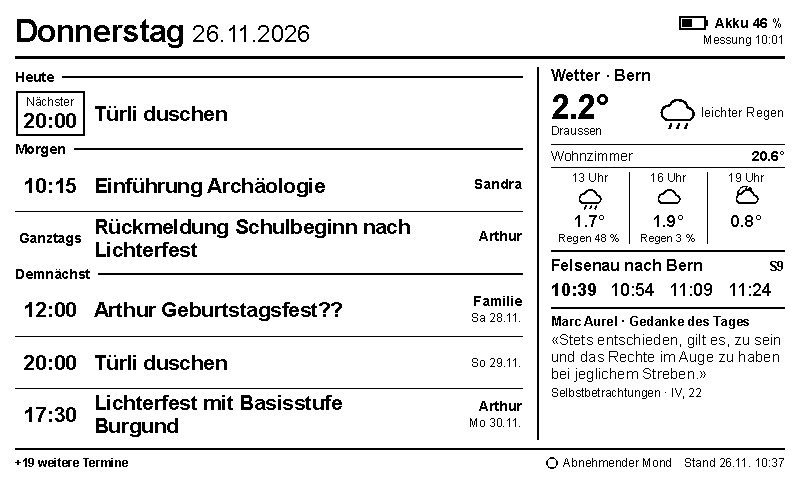 Donnerstag 26.11.2026
Akku 46 %
Messung 10:01
Heute
Nächster
20:00
Türli duschen
Morgen
10:15
Einführung Archäologie
Sandra
Ganztags
Rückmeldung Schulbeginn nach
Lichterfest
Arthur
Demnächst
12:00
Arthur Geburtstagsfest??
Familie
Sa 28.11.
20:00
Türli duschen
So 29.11.
17:30
Lichterfest mit Basisstufe
Burgund
Arthur
Mo 30.11.
+19 weitere Termine
Wetter · Bern
2.2°
Draussen
leichter Regen
Wohnzimmer 20.6°
13 Uhr
1.7°
Regen 48 %
16 Uhr
1.9°
Regen 3 %
19 Uhr
0.8°
Felsenau nach Bern S9
10:39 10:54 11:09 11:24
Marc Aurel · Gedanke des Tages
«Stets entschieden, gilt es, zu sein
und das Rechte im Auge zu haben
bei jeglichem Streben.»
Selbstbetrachtungen · IV, 22
Abnehmender Mond Stand 26.11. 10:37